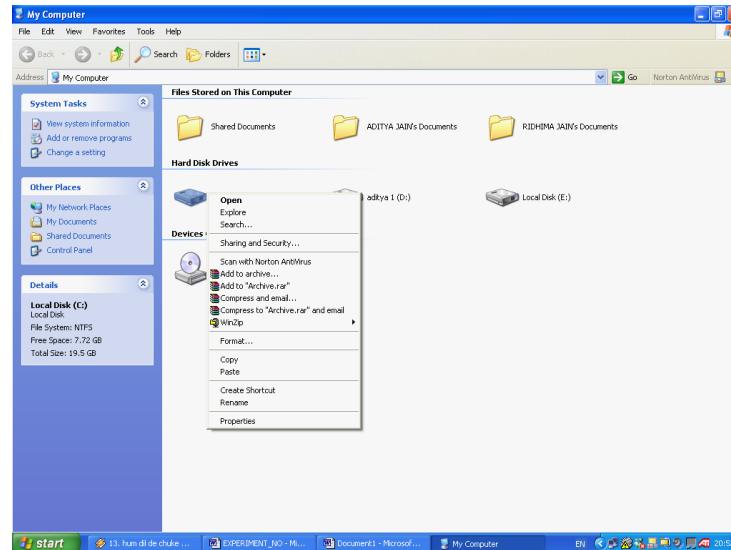 My Computer
File Edit View Favorites Tools Help
Back Search Folders
Address My Computer Go Norton AntiVirus
System Tasks
View system information
Add or remove programs
Change a setting
Other Places
My Network Places
My Documents
Shared Documents
Control Panel
Details
Local Disk (C:)
Local Disk
File System: NTFS
Free Space: 7.72 GB
Total Size: 19.5 GB
Files Stored on This Computer
Shared Documents ADITYA JAIN's Documents RIDHIMA JAIN's Documents
Hard Disk Drives
aditya 1 (D:) Local Disk (E:)
Devices
Open
Explore
Search...
Sharing and Security...
Scan with Norton AntiVirus
Add to archive...
Add to "Archive.rar"
Compress and email...
Compress to "Archive.rar" and email
WinZip
Format...
Copy
Paste
Create Shortcut
Rename
Properties
start 13. hum dil de chuke ... EXPERIMENT_NO - Mi... Document1 - Microsof... My Computer EN